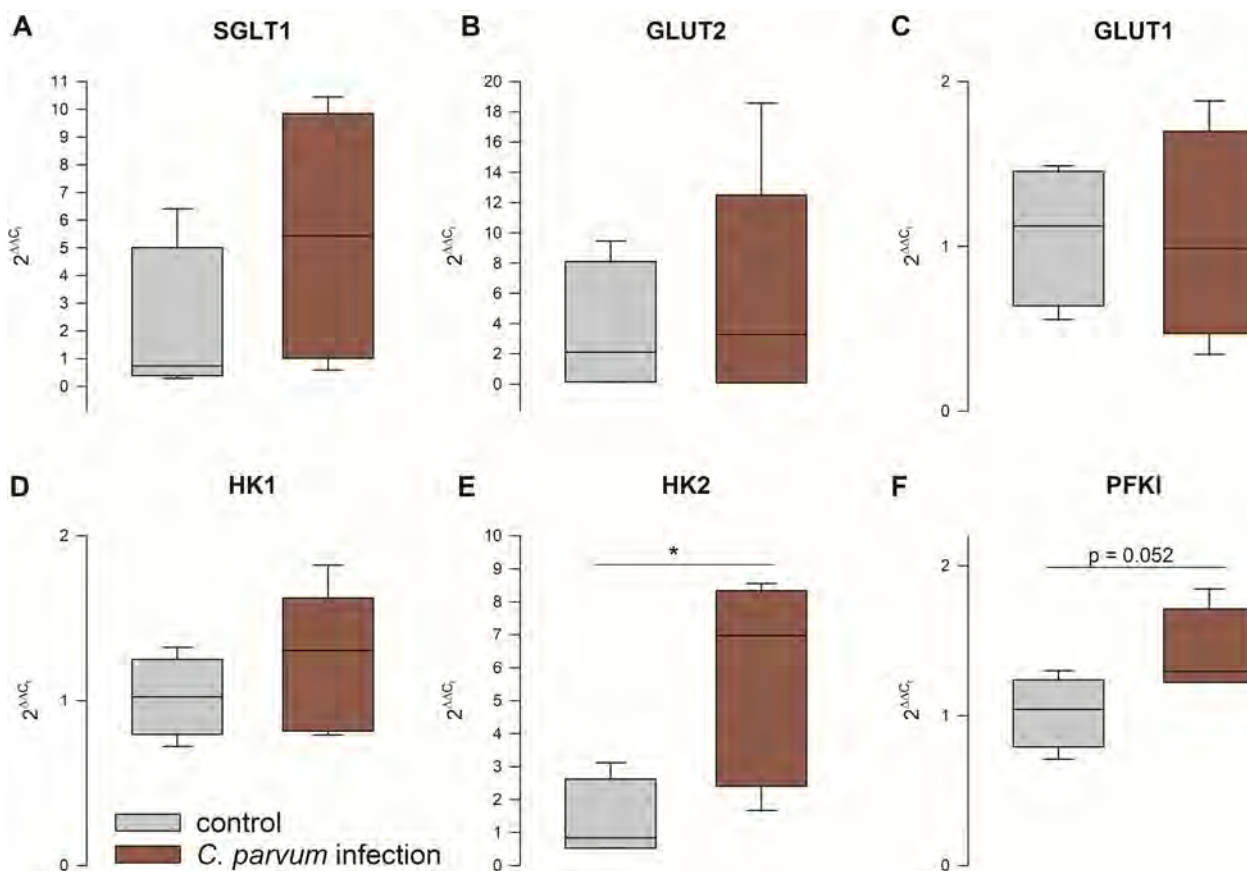 A SGLT1
11
10
9
8
7
6
5
4
3
2
1
0
2^ΔΔCt
B GLUT2
20
18
16
14
12
10
8
6
4
2
0
2^ΔΔCt
C GLUT1
2
1
0
2^ΔΔCt
D HK1
2
1
0
2^ΔΔCt
control
C. parvum infection
E HK2
10
9
8
7
6
5
4
3
2
1
0
2^ΔΔCt
*
F PFKl
2
1
0
2^ΔΔCt
p = 0.052